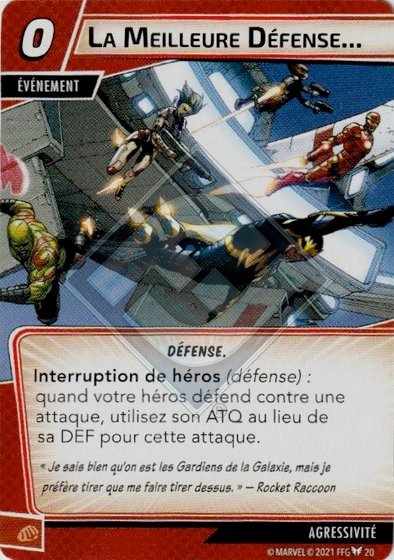 0
LA MEILLEURE DÉFENSE...
ÉVÉNEMENT
DÉFENSE.
Interruption de héros (défense) :
quand votre héros défend contre une
attaque, utilisez son ATQ au lieu de
sa DEF pour cette attaque.
« Je sais bien qu'on est les Gardiens de la Galaxie, mais je
préfère tirer que me faire tirer dessus. » – Rocket Raccoon
AGRESSIVITÉ
© MARVEL © 2021 FFG 20